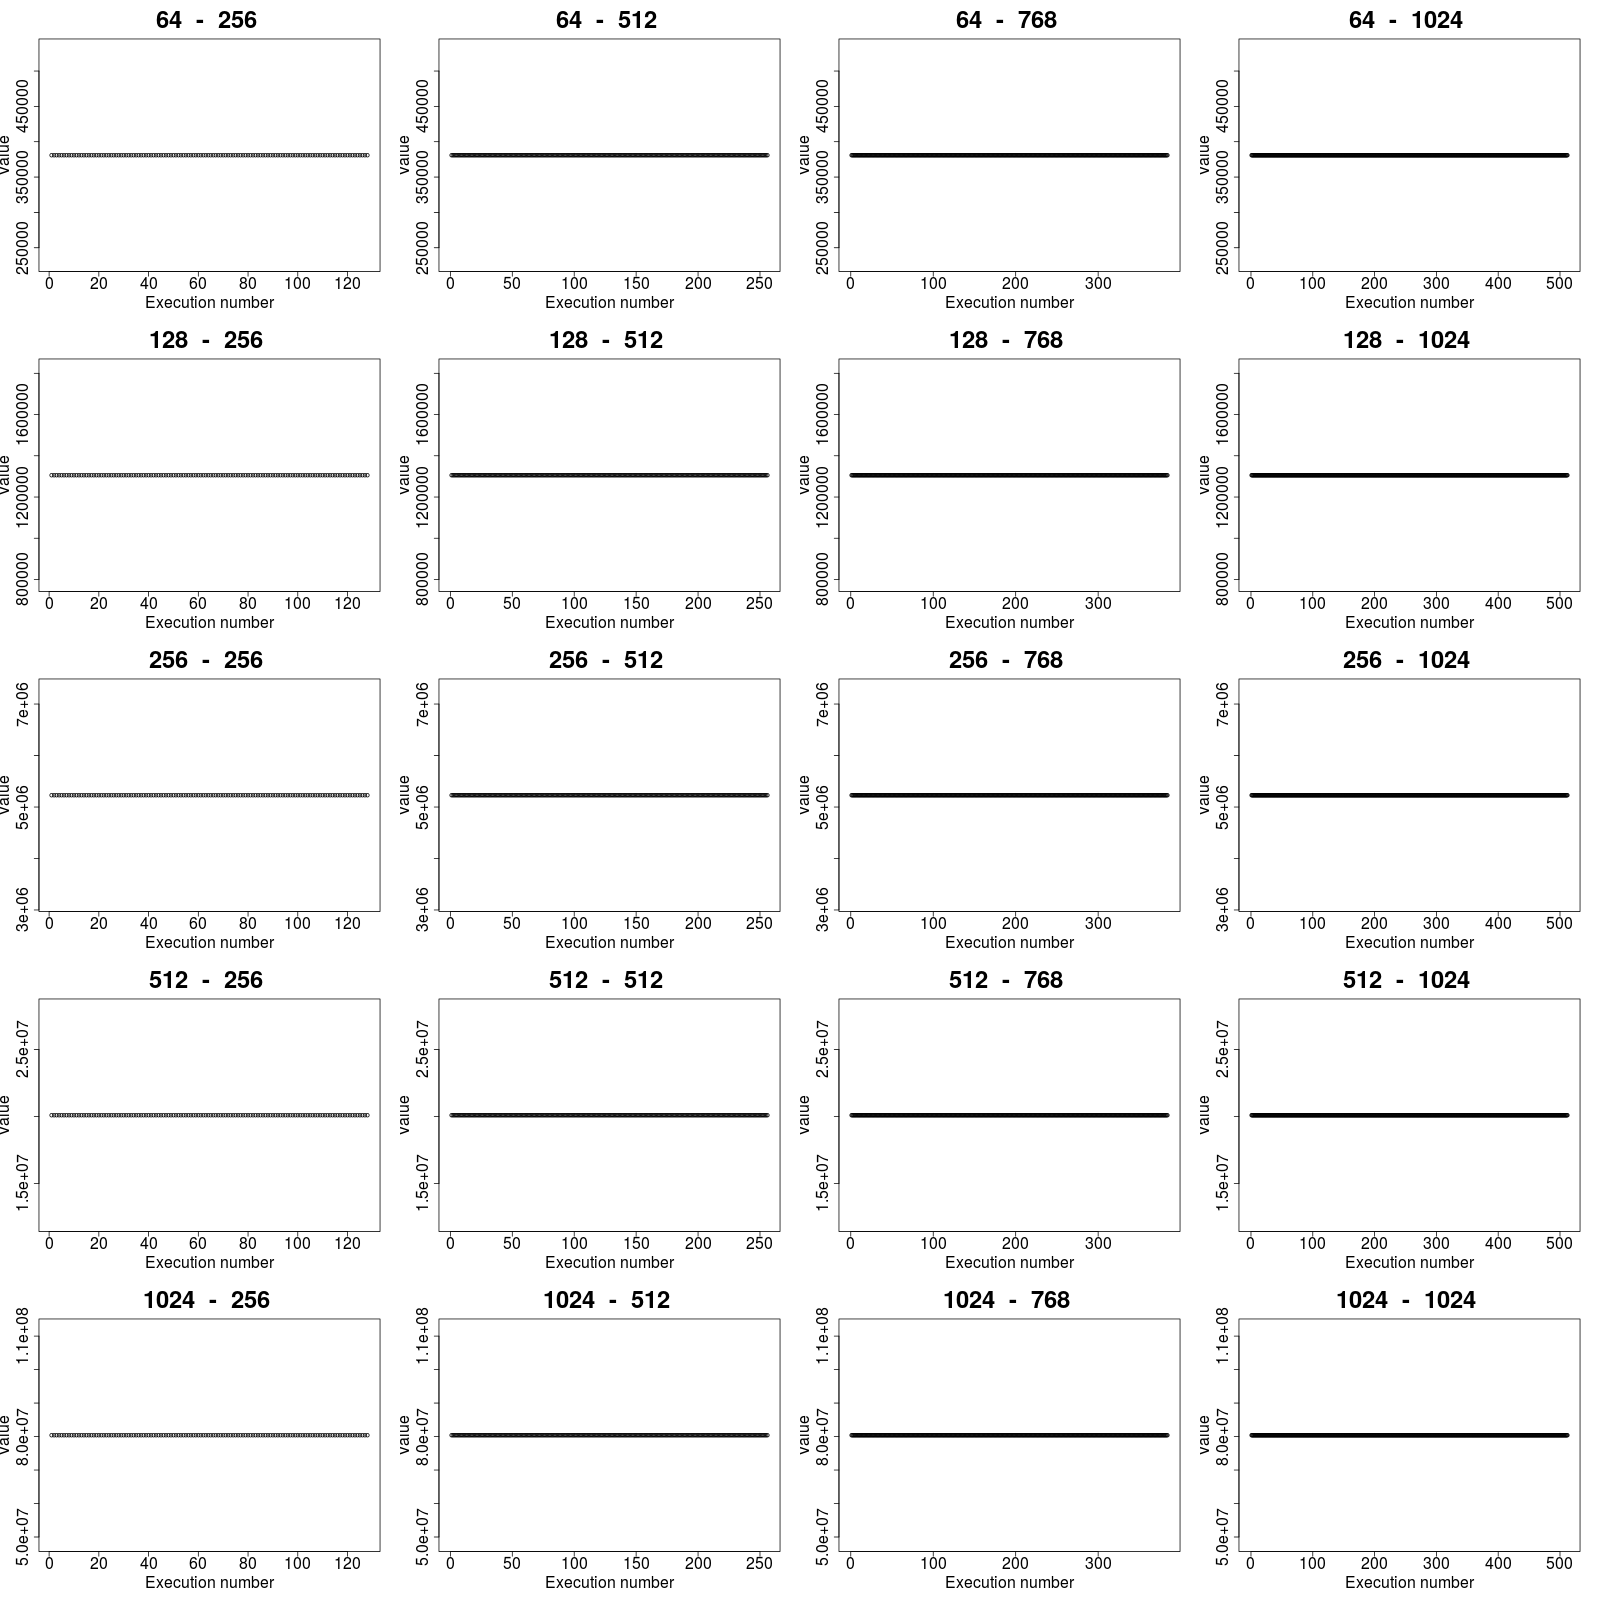 64 - 256
450000
350000
250000
value
0 20 40 60 80 100 120
Execution number
64 - 512
450000
350000
250000
value
0 50 100 150 200 250
Execution number
64 - 768
450000
350000
250000
value
0 100 200 300
Execution number
64 - 1024
450000
350000
250000
value
0 100 200 300 400 500
Execution number
128 - 256
1600000
1200000
800000
value
0 20 40 60 80 100 120
Execution number
128 - 512
1600000
1200000
800000
value
0 50 100 150 200 250
Execution number
128 - 768
1600000
1200000
800000
value
0 100 200 300
Execution number
128 - 1024
1600000
1200000
800000
value
0 100 200 300 400 500
Execution number
256 - 256
7e+06
5e+06
3e+06
value
0 20 40 60 80 100 120
Execution number
256 - 512
7e+06
5e+06
3e+06
value
0 50 100 150 200 250
Execution number
256 - 768
7e+06
5e+06
3e+06
value
0 100 200 300
Execution number
256 - 1024
7e+06
5e+06
3e+06
value
0 100 200 300 400 500
Execution number
512 - 256
2.5e+07
1.5e+07
value
0 20 40 60 80 100 120
Execution number
512 - 512
2.5e+07
1.5e+07
value
0 50 100 150 200 250
Execution number
512 - 768
2.5e+07
1.5e+07
value
0 100 200 300
Execution number
512 - 1024
2.5e+07
1.5e+07
value
0 100 200 300 400 500
Execution number
1024 - 256
1.1e+08
8.0e+07
5.0e+07
value
0 20 40 60 80 100 120
Execution number
1024 - 512
1.1e+08
8.0e+07
5.0e+07
value
0 50 100 150 200 250
Execution number
1024 - 768
1.1e+08
8.0e+07
5.0e+07
value
0 100 200 300
Execution number
1024 - 1024
1.1e+08
8.0e+07
5.0e+07
value
0 100 200 300 400 500
Execution number